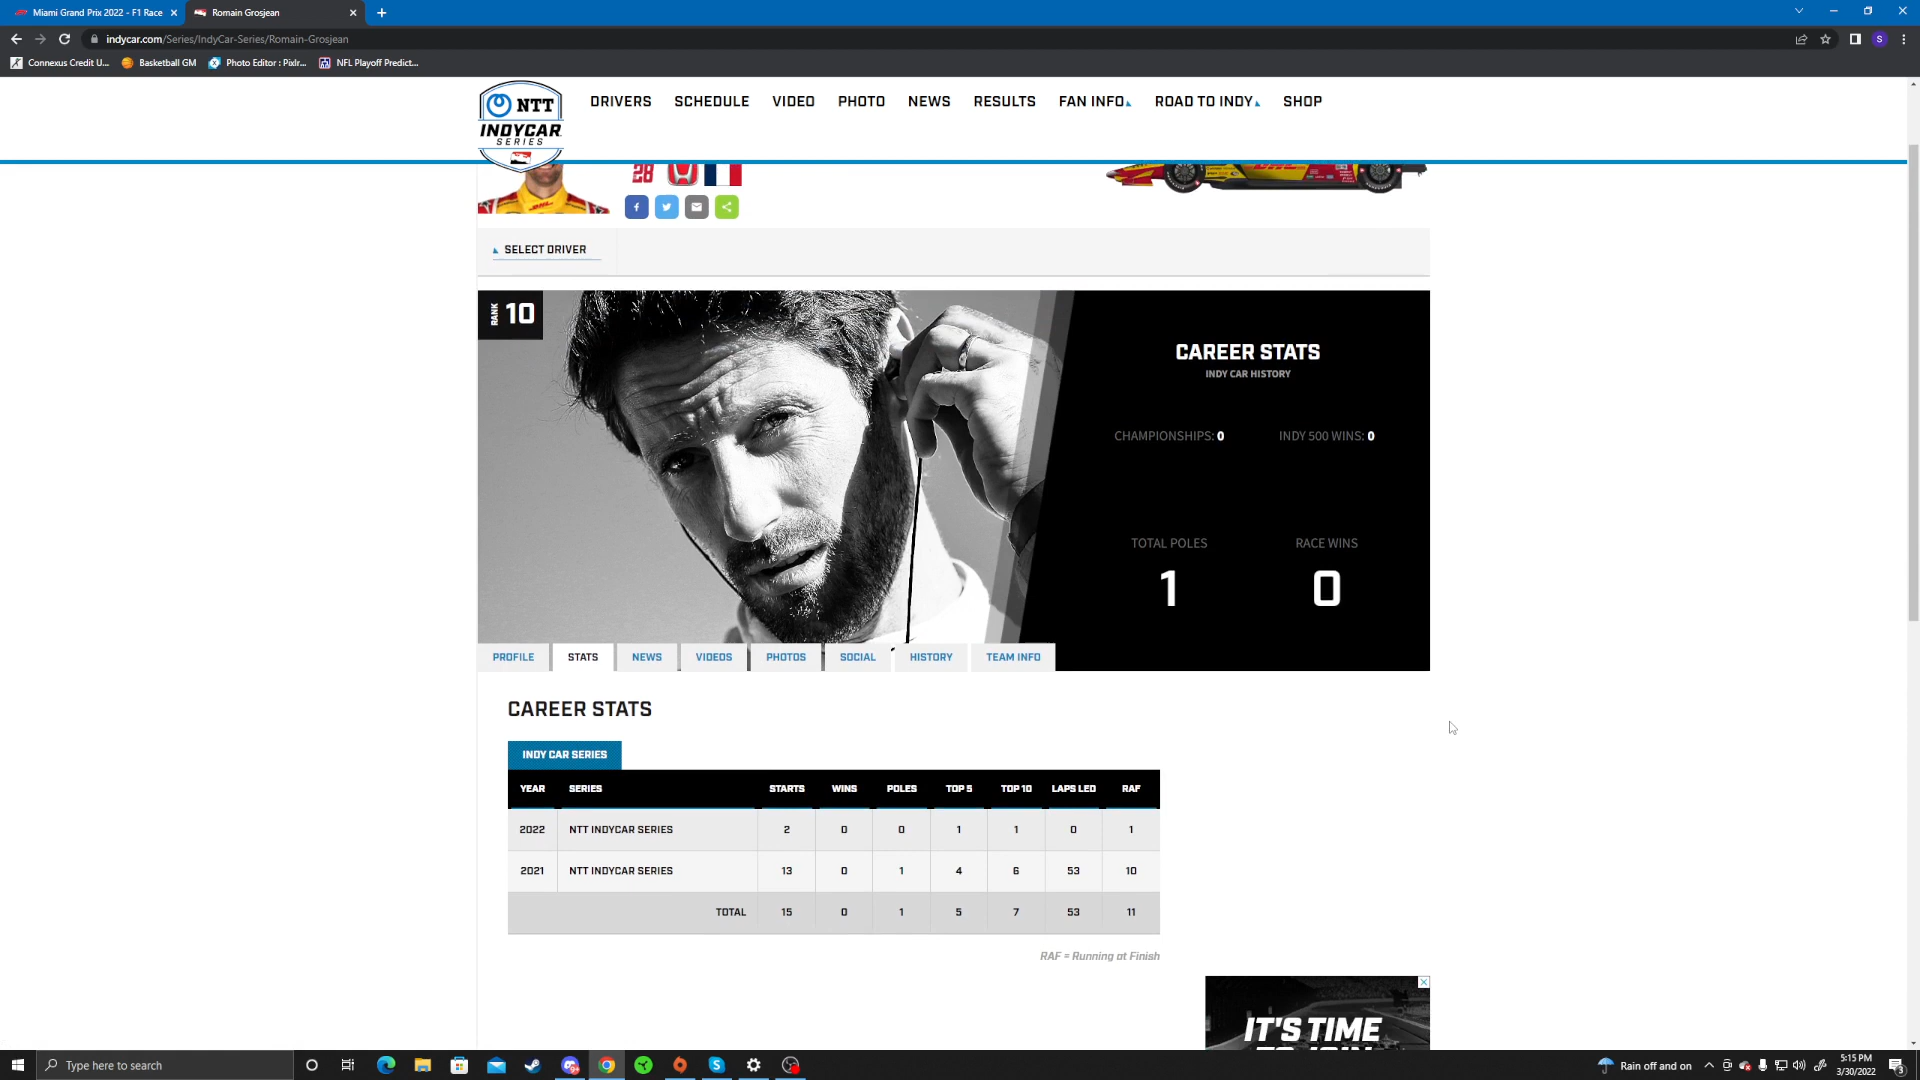 Miami Grand Prix 2022 - F1 Race
Romain Grosjean
indycar.com/Series/IndyCar-Series/Romain-Grosjean
S
Connexus Credit U...
Basketball GM
Photo Editor : Pixlr...
NFL Playoff Predict...
NTT
INDYCAR
SERIES
DRIVERS
SCHEDULE
VIDEO
PHOTO
NEWS
RESULTS
FAN INFO
ROAD TO INDY
SHOP
28
DHL
SELECT DRIVER
RANK 10
CAREER STATS
INDY CAR HISTORY
CHAMPIONSHIPS: 0 INDY 500 WINS: 0
TOTAL POLES RACE WINS
1 0
PROFILE STATS NEWS VIDEOS PHOTOS SOCIAL HISTORY TEAM INFO
CAREER STATS
INDY CAR SERIES
YEAR SERIES STARTS WINS POLES TOP 5 TOP 10 LAPS LED RAF
2022 NTT INDYCAR SERIES 2 0 0 1 1 0 1
2021 NTT INDYCAR SERIES 13 0 1 4 6 53 10
TOTAL 15 0 1 5 7 53 11
RAF = Running at Finish
IT'S TIME
TO JOIN
Type here to search
Rain off and on
5:15 PM
3/30/2022
3